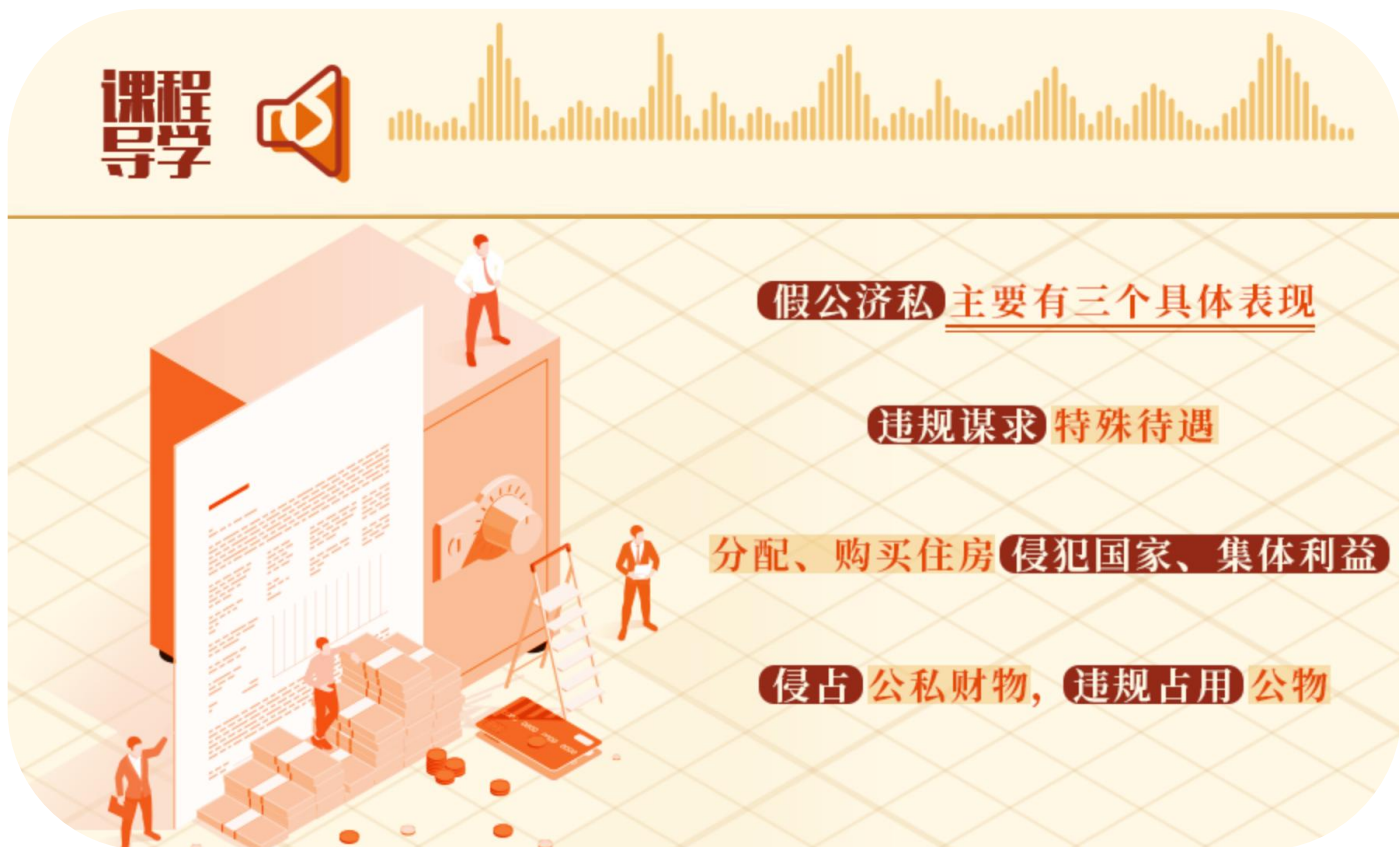 课程
导学
假公济私主要有三个具体表现
违规谋求特殊待遇
分配、购买住房侵犯国家、集体利益
侵占公私财物，违规占用公物